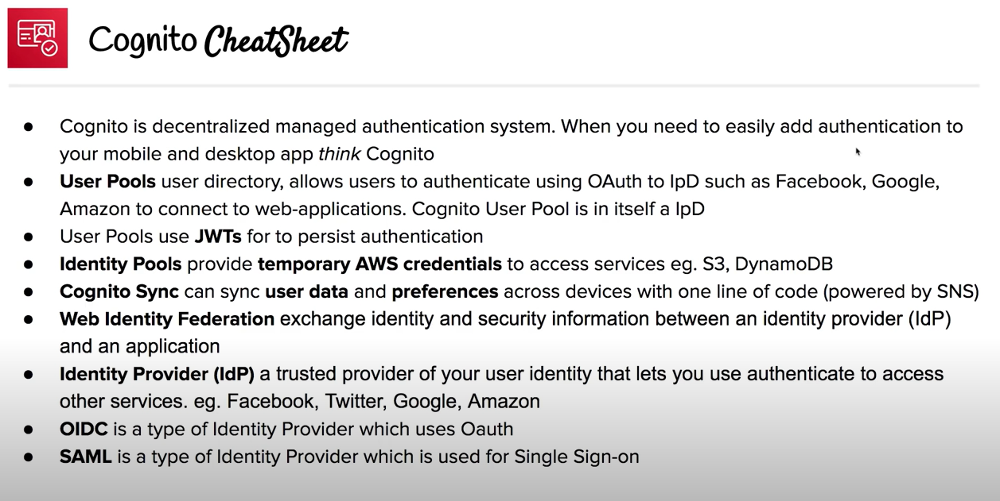 Cognito CheatSheet
● Cognito is decentralized managed authentication system. When you need to easily add authentication to
your mobile and desktop app think Cognito
● User Pools user directory, allows users to authenticate using OAuth to IpD such as Facebook, Google,
Amazon to connect to web-applications. Cognito User Pool is in itself a IpD
● User Pools use JWTs for to persist authentication
● Identity Pools provide temporary AWS credentials to access services eg. S3, DynamoDB
● Cognito Sync can sync user data and preferences across devices with one line of code (powered by SNS)
● Web Identity Federation exchange identity and security information between an identity provider (IdP)
and an application
● Identity Provider (IdP) a trusted provider of your user identity that lets you use authenticate to access
other services. eg. Facebook, Twitter, Google, Amazon
● OIDC is a type of Identity Provider which uses Oauth
● SAML is a type of Identity Provider which is used for Single Sign-on